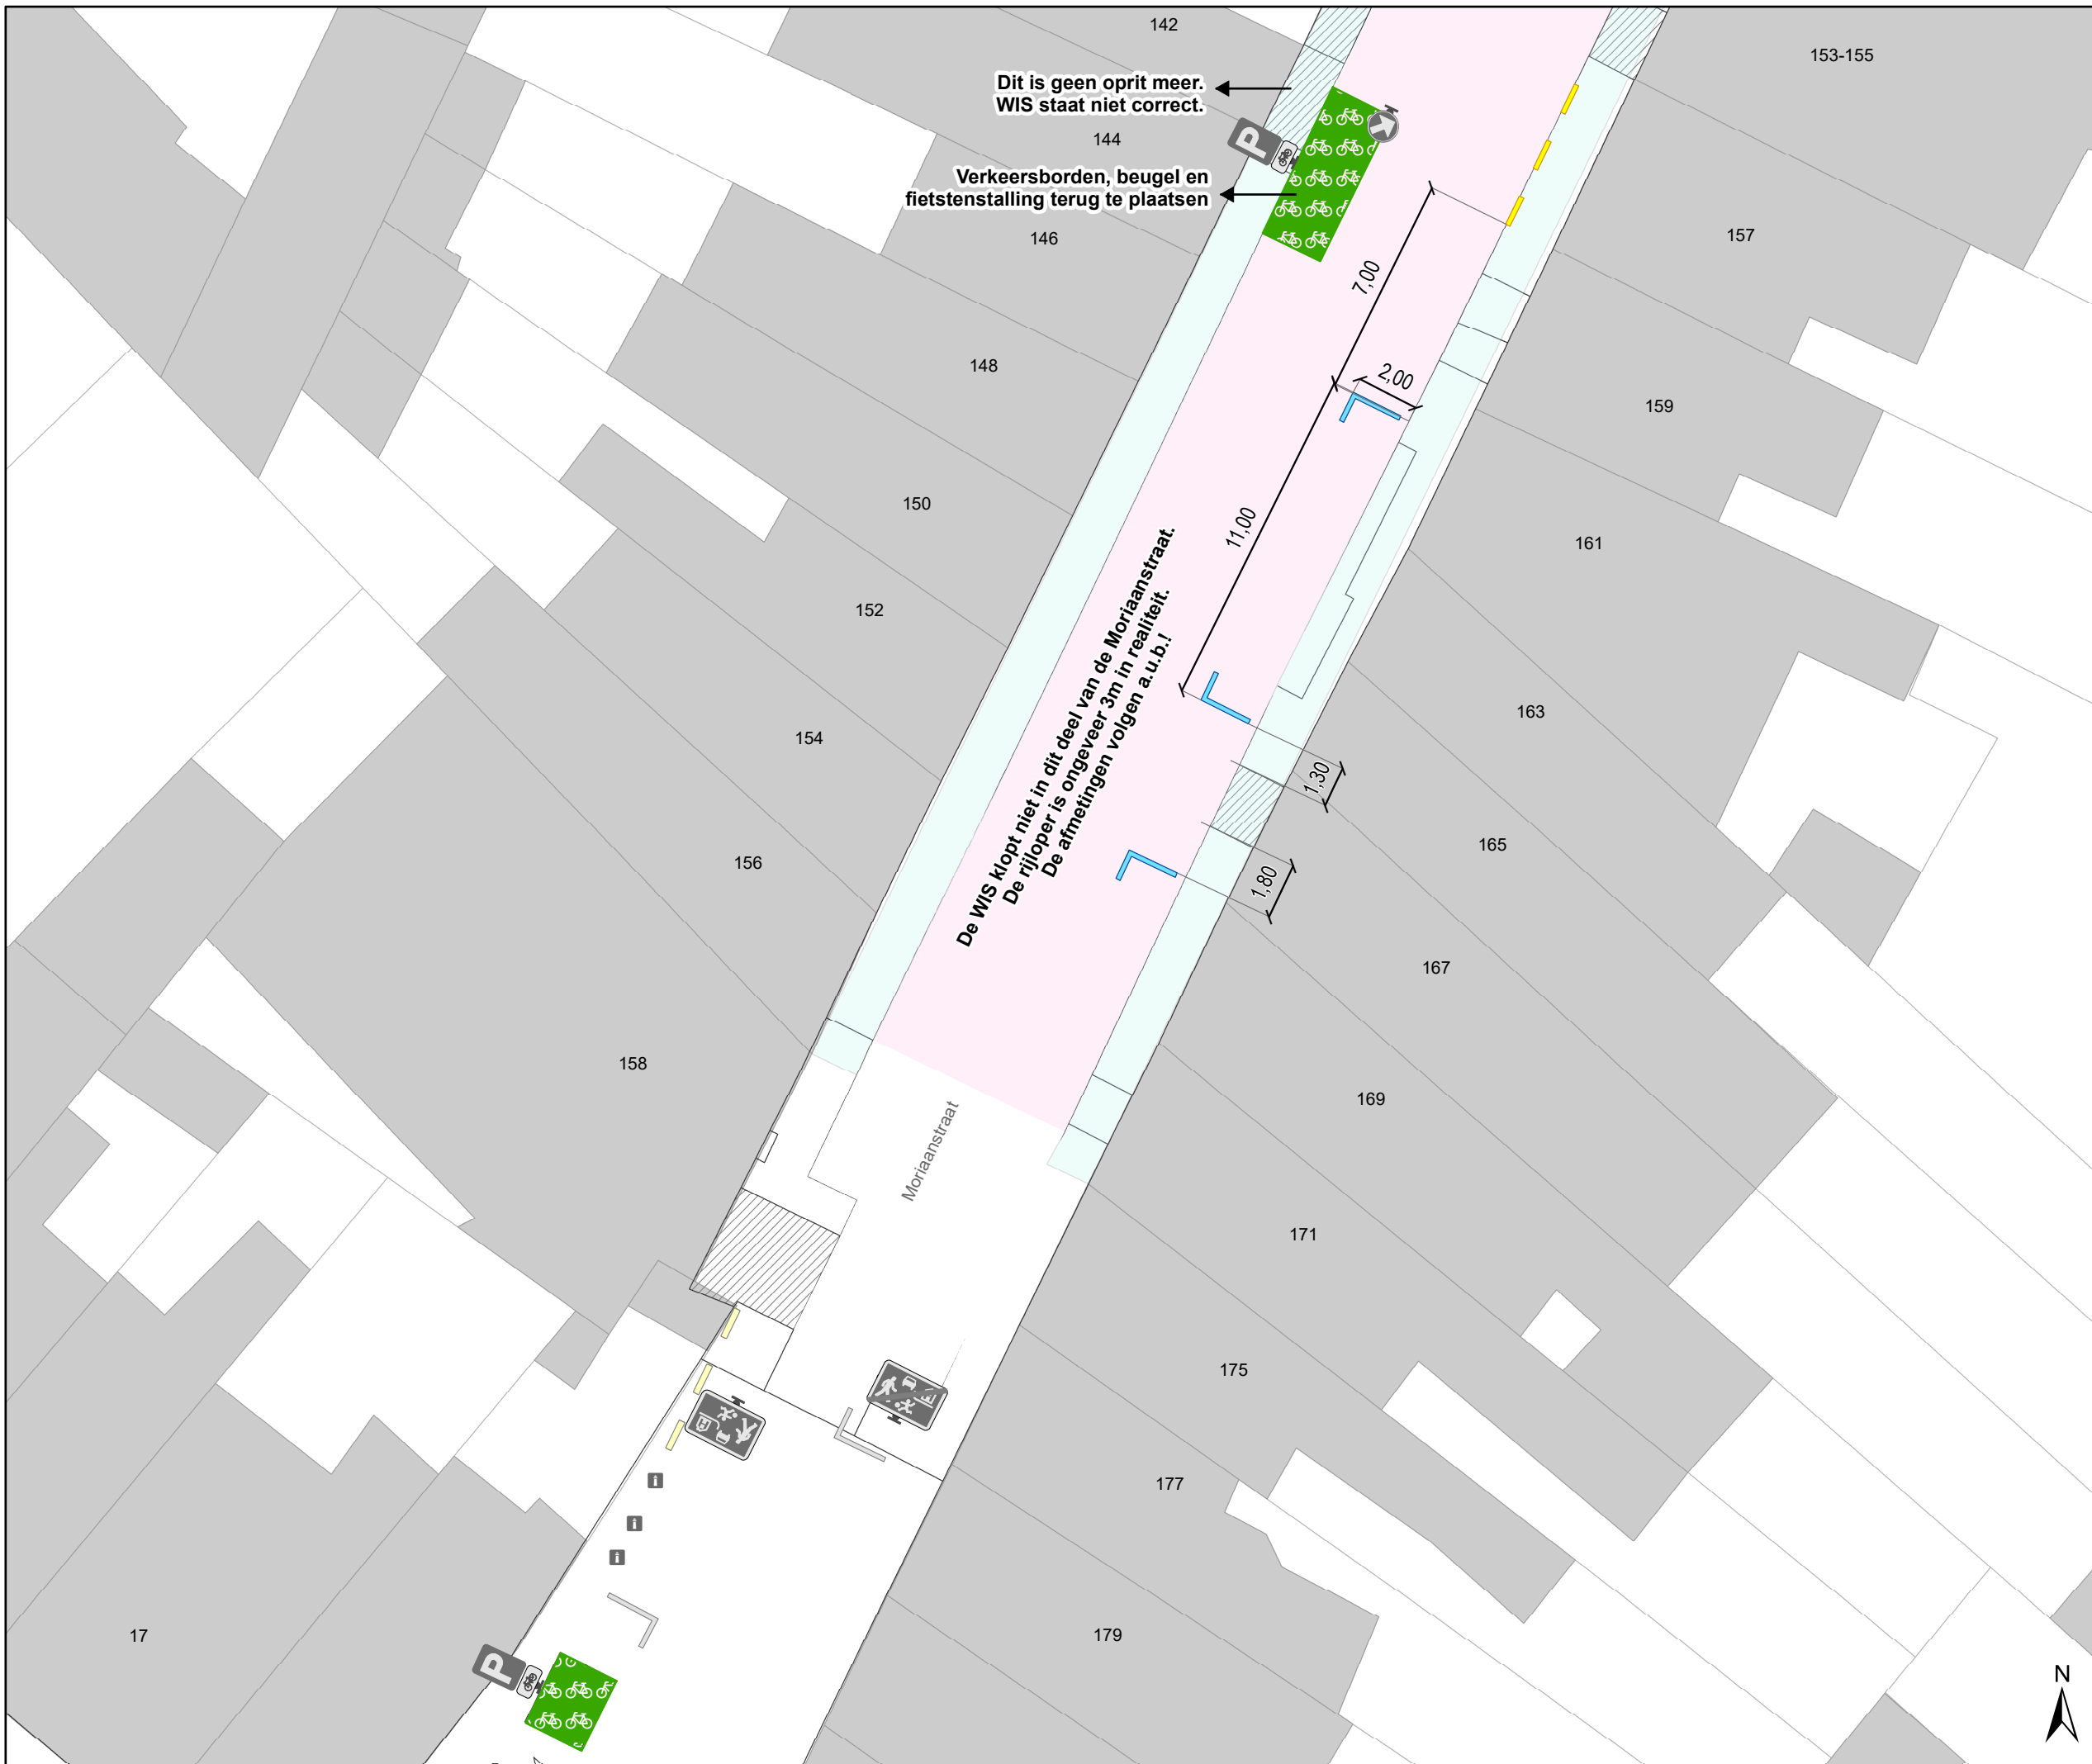 142
153-155
Dit is geen oprit meer.
WIS staat niet correct.
144
P
Verkeersborden, beugel en
fietstenstalling terug te plaatsen
146
157
7,00
148
2,00
159
150
11,00
161
152
De WIS klopt niet in dit deel van de Moriaanstraat.
De rijloper is ongeveer 3m in realiteit.
De afmetingen volgen a.u.b.!
163
154
1,30
165
156
1,80
167
158
169
Moriaanstraat
171
175
177
17
179
P
N